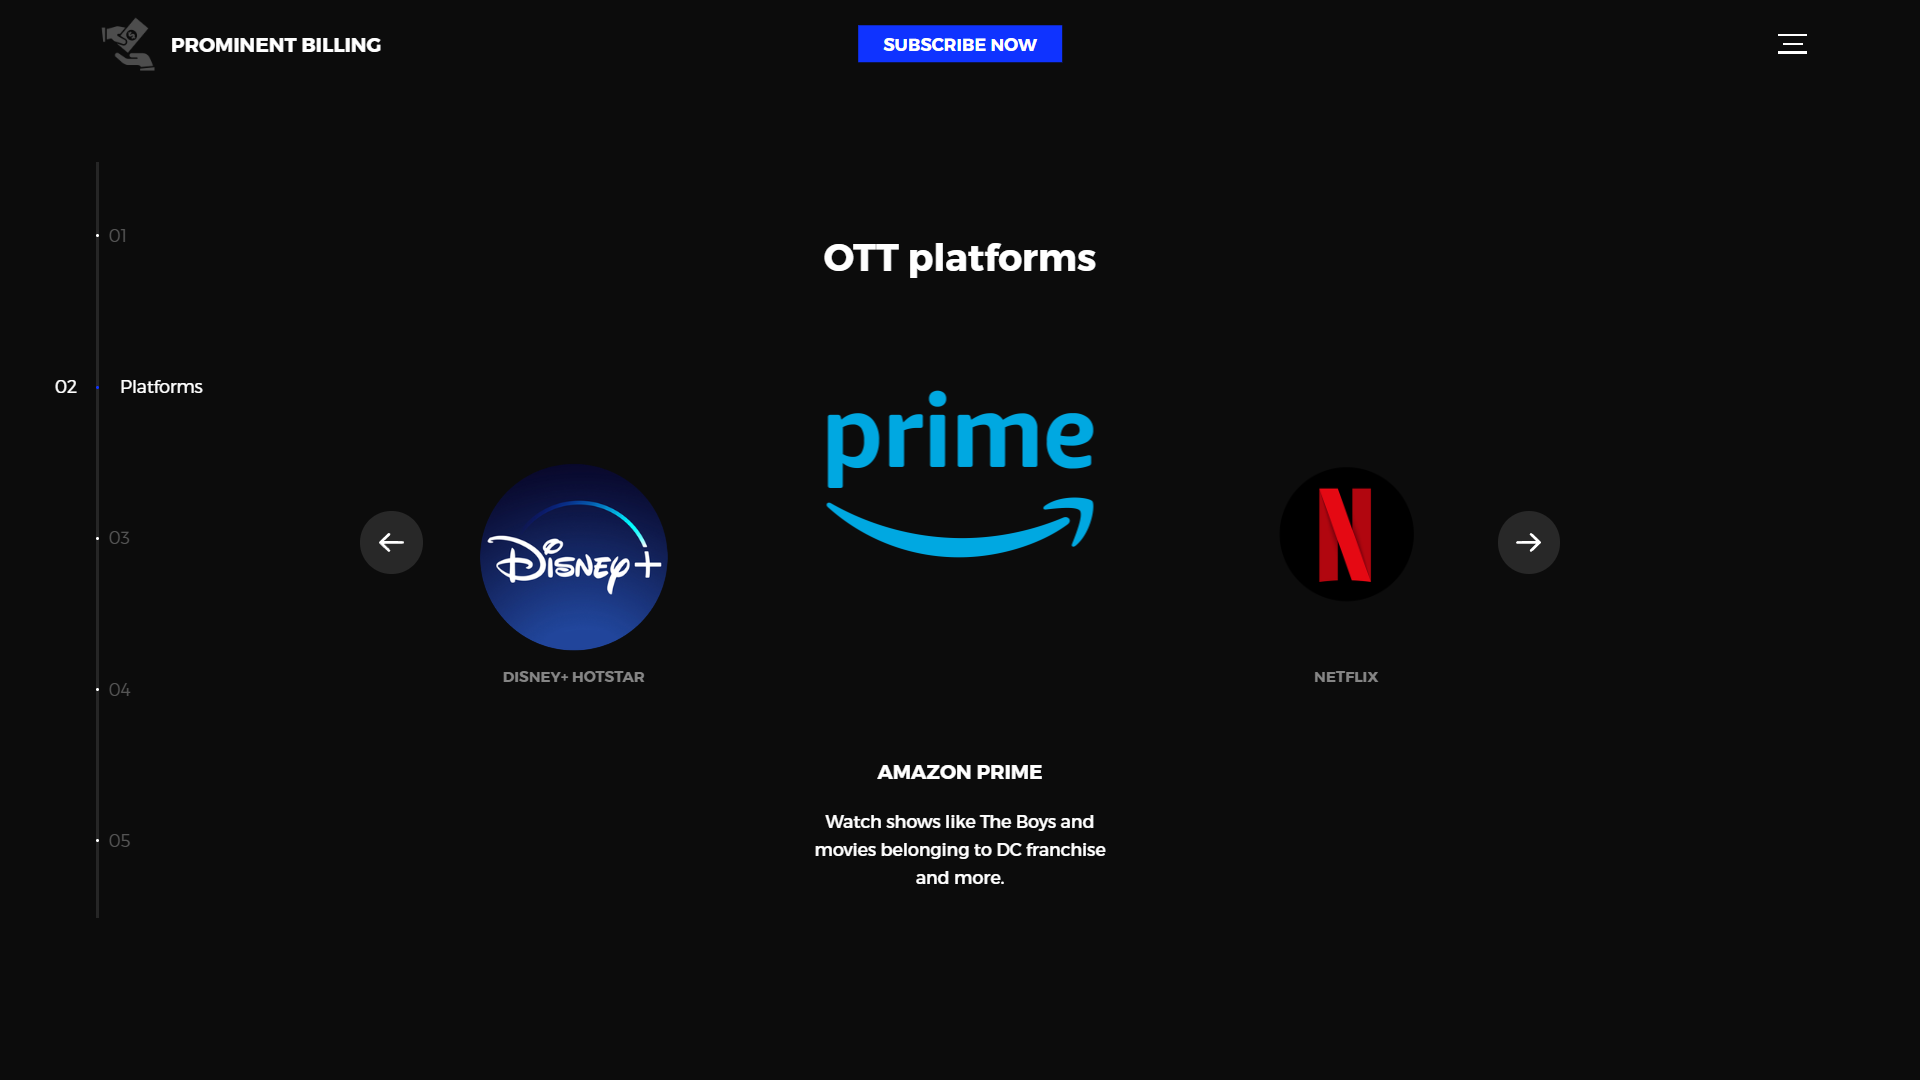 PROMINENT BILLING
SUBSCRIBE NOW
01
OTT platforms
02 Platforms
prime
Disney+
N
03
DISNEY+ HOTSTAR
NETFLIX
04
AMAZON PRIME
Watch shows like The Boys and
movies belonging to DC franchise
and more.
05